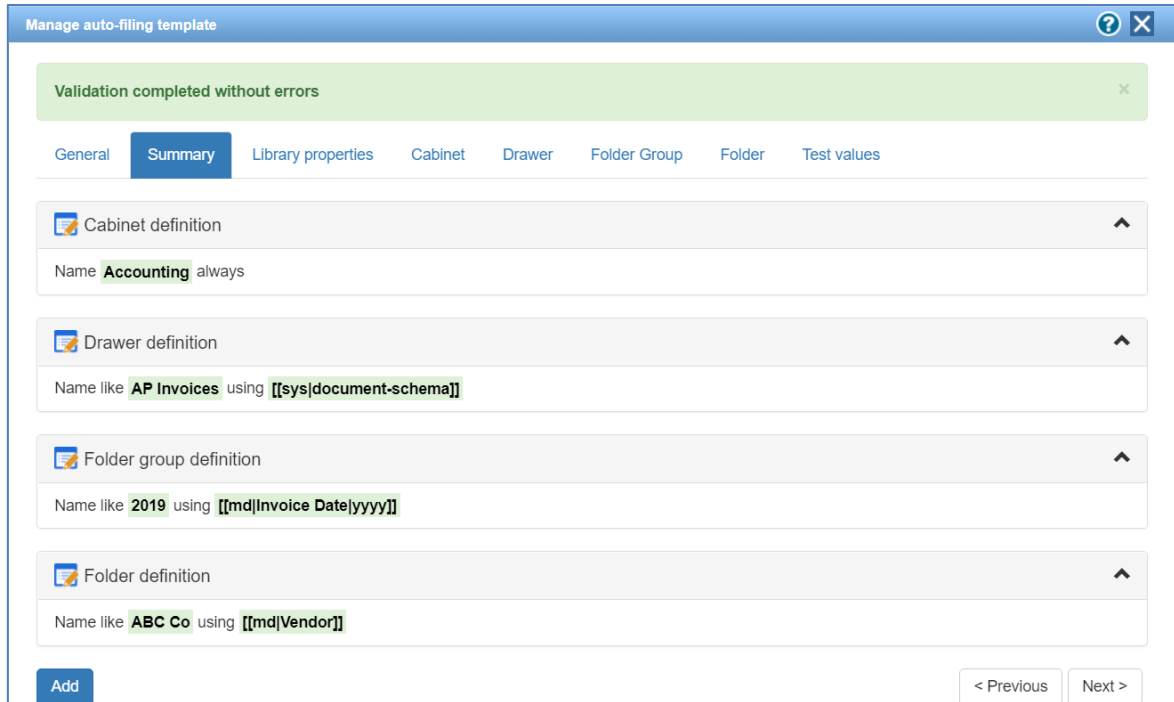 Manage auto-filing template
Validation completed without errors
×
General Summary Library properties Cabinet Drawer Folder Group Folder Test values
Cabinet definition
Name Accounting always
Drawer definition
Name like AP Invoices using [[sys|document-schema]]
Folder group definition
Name like 2019 using [[md|Invoice Date|yyyy]]
Folder definition
Name like ABC Co using [[md|Vendor]]
Add < Previous Next >